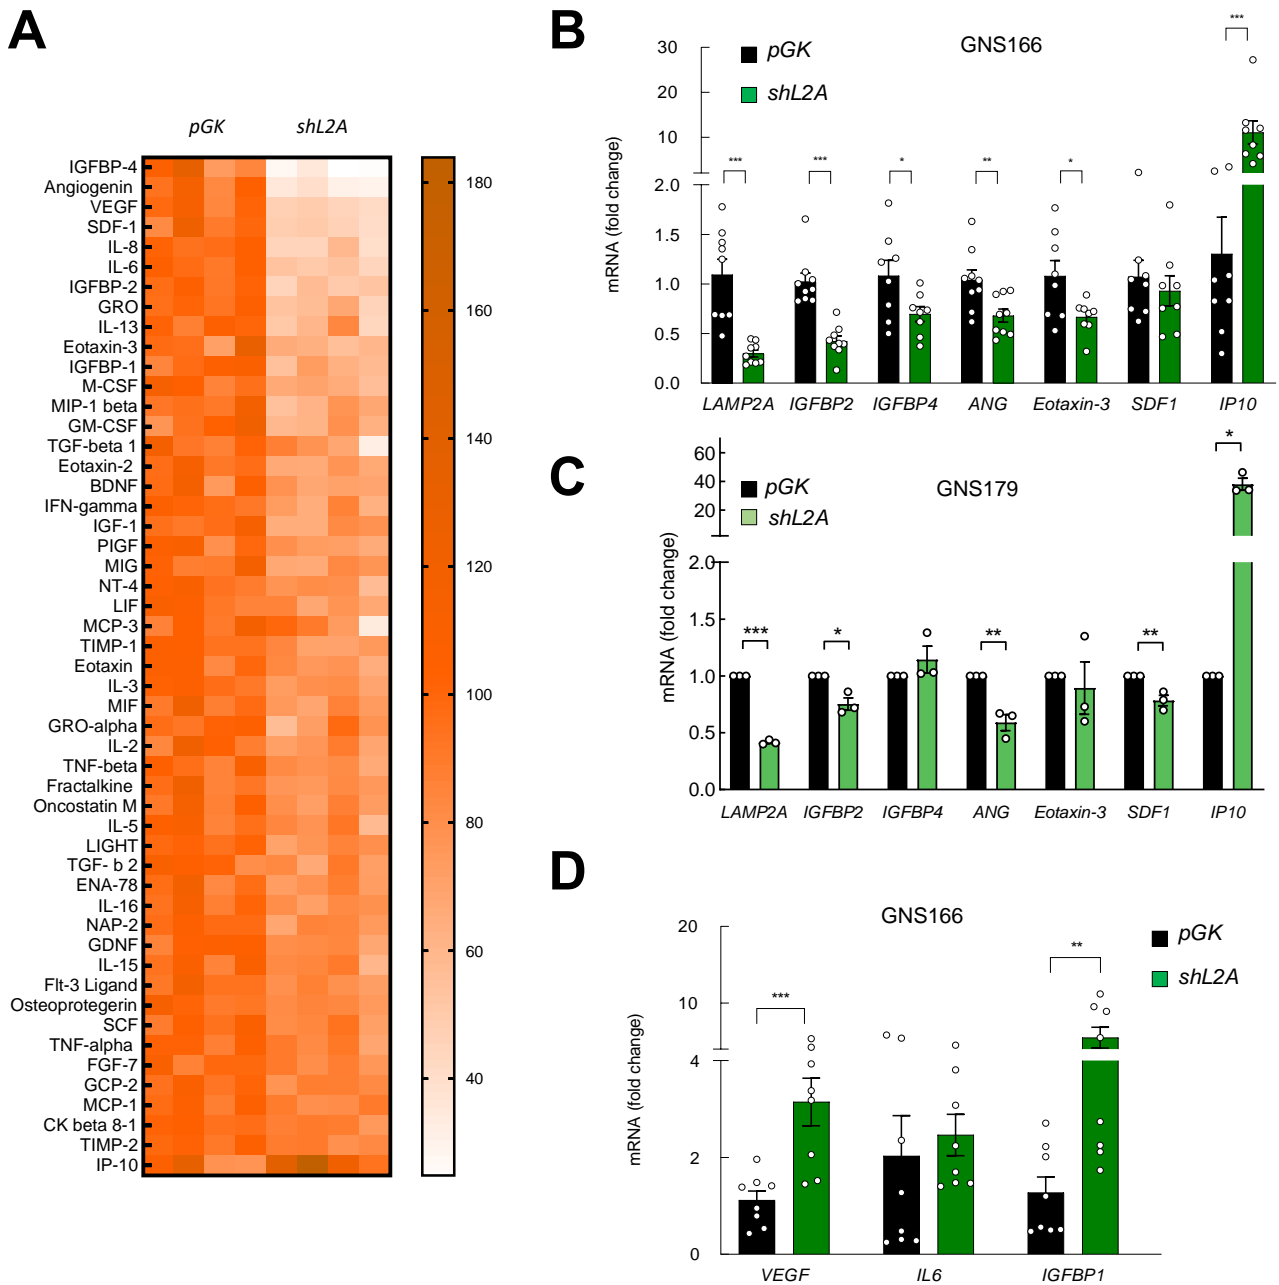 A
pGK shL2A
IGFBP-4
Angiogenin
VEGF
SDF-1
IL-8
IL-6
IGFBP-2
GRO
IL-13
Eotaxin-3
IGFBP-1
M-CSF
MIP-1 beta
GM-CSF
TGF-beta 1
Eotaxin-2
BDNF
IFN-gamma
IGF-1
PIGF
MIG
NT-4
LIF
MCP-3
TIMP-1
Eotaxin
IL-3
MIF
GRO-alpha
IL-2
TNF-beta
Fractalkine
Oncostatin M
IL-5
LIGHT
TGF- b 2
ENA-78
IL-16
NAP-2
GDNF
IL-15
Flt-3 Ligand
Osteoprotegerin
SCF
TNF-alpha
FGF-7
GCP-2
MCP-1
CK beta 8-1
TIMP-2
IP-10
180
160
140
120
100
80
60
40
B
GNS166
pGK
shL2A
mRNA (fold change)
30
20
10
2.0
1.5
1.0
0.5
0.0
*** *** * ** * ***
LAMP2A IGFBP2 IGFBP4 ANG Eotaxin-3 SDF1 IP10
C
GNS179
pGK
shL2A
mRNA (fold change)
60
40
20
2.0
1.5
1.0
0.5
0.0
*** * ** ** *
LAMP2A IGFBP2 IGFBP4 ANG Eotaxin-3 SDF1 IP10
D
GNS166
pGK
shL2A
mRNA (fold change)
20
10
4
2
0
*** **
VEGF IL6 IGFBP1